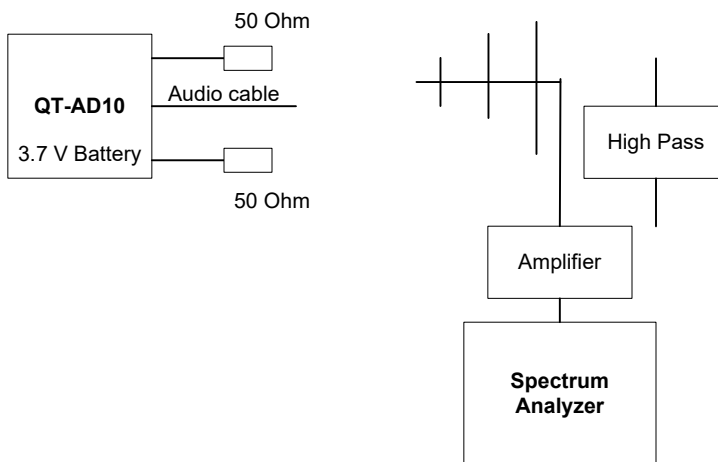 50 Ohm
QT-AD10
Audio cable
3.7 V Battery
50 Ohm
High Pass
Amplifier
Spectrum
Analyzer